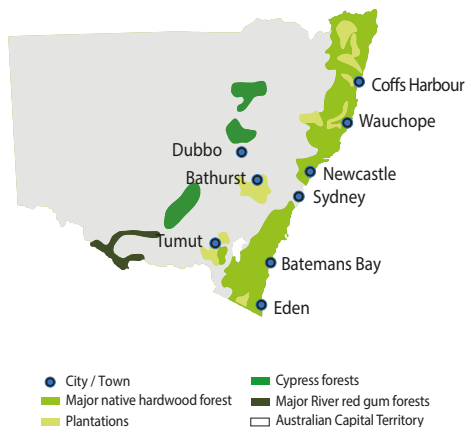 Coffs Harbour
Wauchope
Dubbo
Bathurst
Newcastle
Sydney
Tumut
Batemans Bay
Eden
City / Town
Major native hardwood forest
Plantations
Cypress forests
Major River red gum forests
Australian Capital Territory